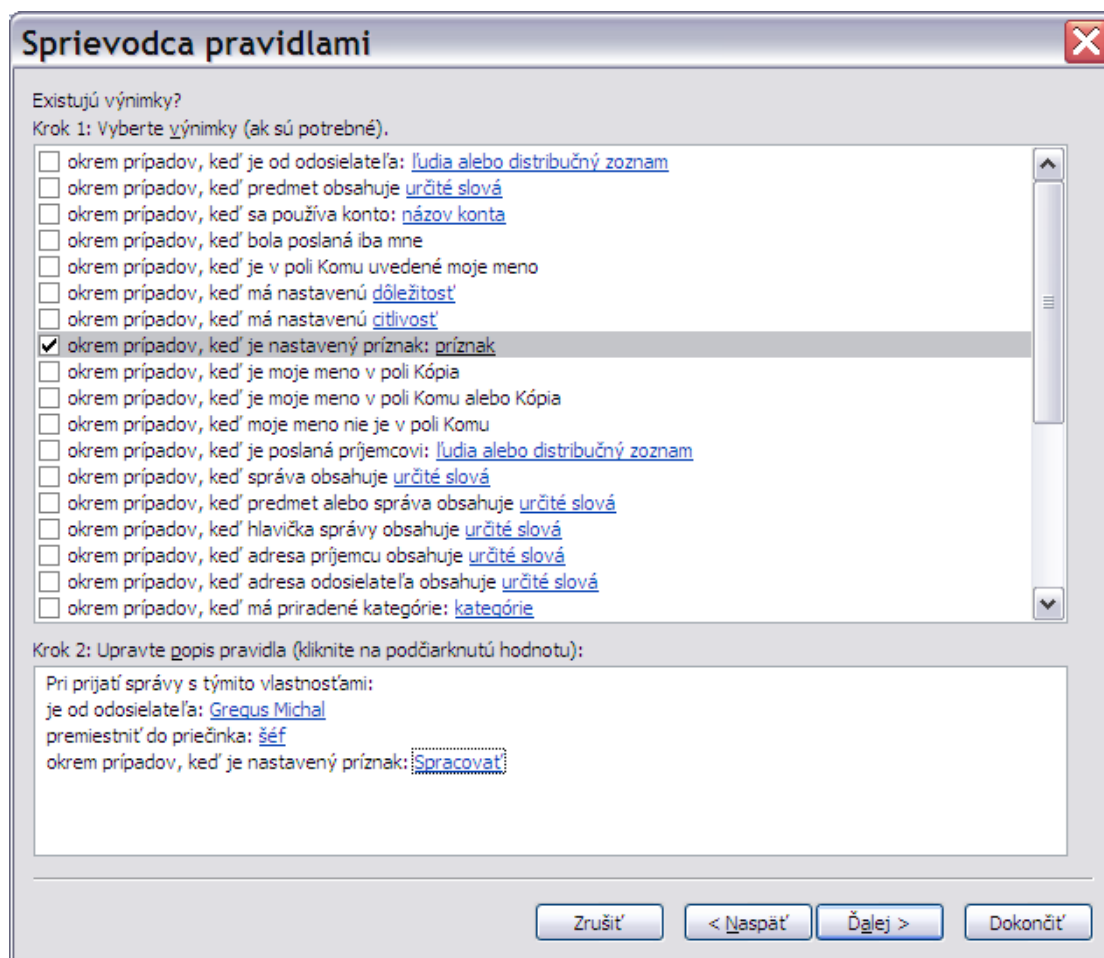 Sprievodca pravidlami
Existujú výnimky?
Krok 1: Vyberte výnimky (ak sú potrebné).
okrem prípadov, keď je od odosielateľa: ľudia alebo distribučný zoznam
okrem prípadov, keď predmet obsahuje určité slová
okrem prípadov, keď sa používa konto: názov konta
okrem prípadov, keď bola poslaná iba mne
okrem prípadov, keď je v poli Komu uvedené moje meno
okrem prípadov, keď má nastavenú dôležitosť
okrem prípadov, keď má nastavenú citlivosť
okrem prípadov, keď je nastavený príznak: príznak
okrem prípadov, keď je moje meno v poli Kópia
okrem prípadov, keď je moje meno v poli Komu alebo Kópia
okrem prípadov, keď moje meno nie je v poli Komu
okrem prípadov, keď je poslaná príjemcovi: ľudia alebo distribučný zoznam
okrem prípadov, keď správa obsahuje určité slová
okrem prípadov, keď predmet alebo správa obsahuje určité slová
okrem prípadov, keď hlavička správy obsahuje určité slová
okrem prípadov, keď adresa príjemcu obsahuje určité slová
okrem prípadov, keď adresa odosielateľa obsahuje určité slová
okrem prípadov, keď má priradené kategórie: kategórie
Krok 2: Upravte popis pravidla (kliknite na podčiarknutú hodnotu):
Pri prijatí správy s týmito vlastnosťami:
je od odosielateľa: Gregus Michal
premiestniť do priečinka: šéf
okrem prípadov, keď je nastavený príznak: Spracovať
Zrušiť < Naspäť Ďalej > Dokončiť